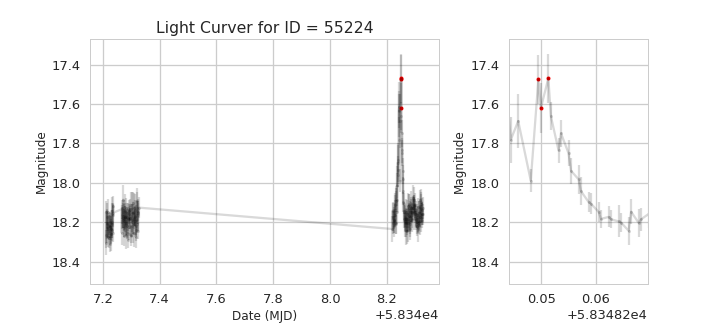 Light Curver for ID = 55224
17.4
17.6
17.8
18.0
18.2
18.4
Magnitude
7.2 7.4 7.6 7.8 8.0 8.2
Date (MJD)
+5.834e4
17.4
17.6
17.8
18.0
18.2
18.4
Magnitude
0.05 0.06
+5.83482e4